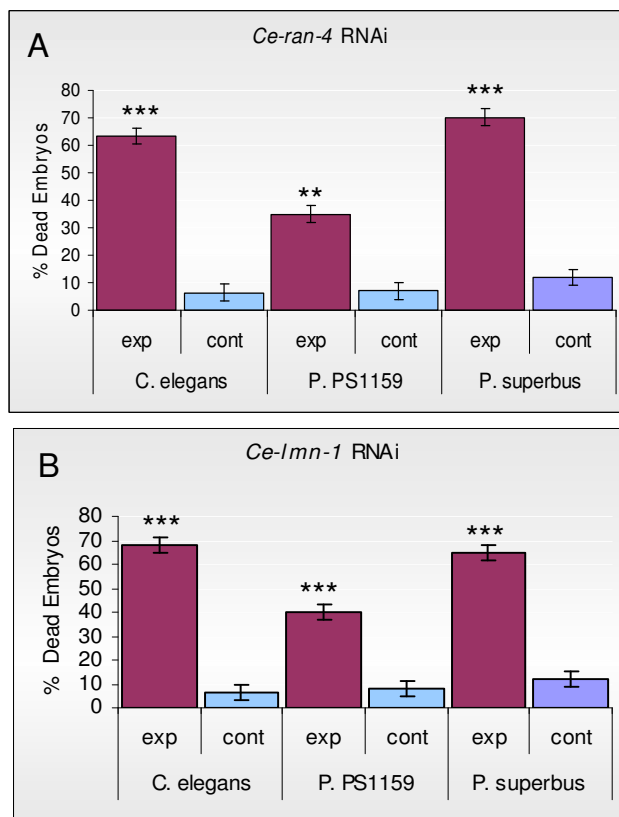 A
Ce-ran-4 RNAi
% Dead Embryos
80
70
60
50
40
30
20
10
0
***
**
***
exp cont exp cont exp cont
C. elegans P. PS1159 P. superbus
B
Ce-lmn-1 RNAi
% Dead Embryos
80
70
60
50
40
30
20
10
0
***
***
***
exp cont exp cont exp cont
C. elegans P. PS1159 P. superbus